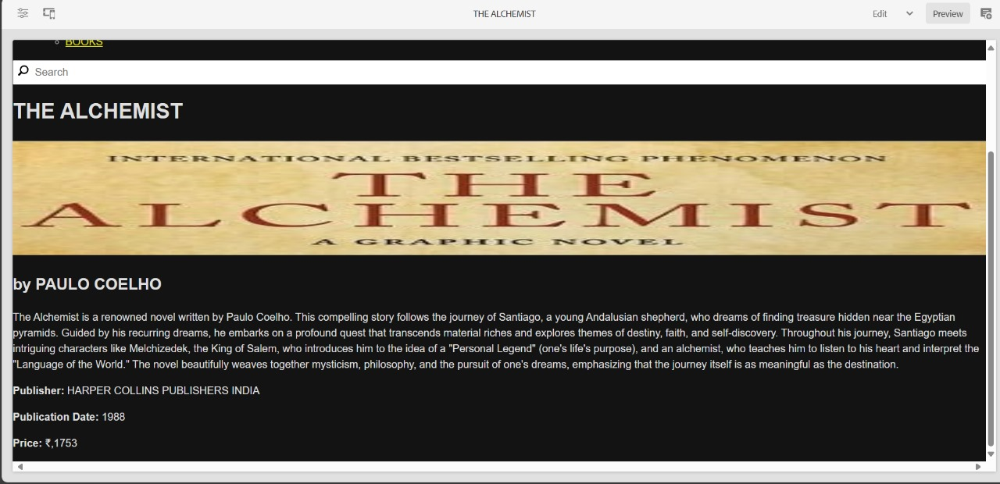 THE ALCHEMIST
Edit
Preview
BOOKS
Search
THE ALCHEMIST
INTERNATIONAL BESTSELLING PHENOMENON
THE
ALCHEMIST
A GRAPHIC NOVEL
by PAULO COELHO
The Alchemist is a renowned novel written by Paulo Coelho. This compelling story follows the journey of Santiago, a young Andalusian shepherd, who dreams of finding treasure hidden near the Egyptian
pyramids. Guided by his recurring dreams, he embarks on a profound quest that transcends material riches and explores themes of destiny, faith, and self-discovery. Throughout his journey, Santiago meets
intriguing characters like Melchizedek, the King of Salem, who introduces him to the idea of a "Personal Legend" (one's life's purpose), and an alchemist, who teaches him to listen to his heart and interpret the
"Language of the World." The novel beautifully weaves together mysticism, philosophy, and the pursuit of one's dreams, emphasizing that the journey itself is as meaningful as the destination.
Publisher: HARPER COLLINS PUBLISHERS INDIA
Publication Date: 1988
Price: ₹,1753